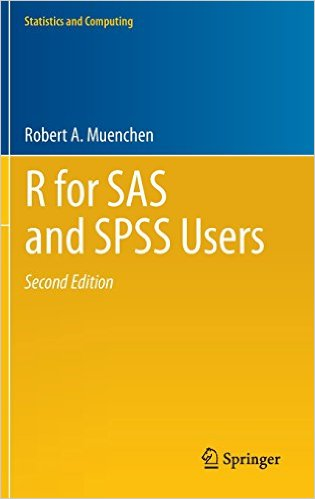 Statistics and Computing
Robert A. Muenchen
R for SAS
and SPSS Users
Second Edition
Springer